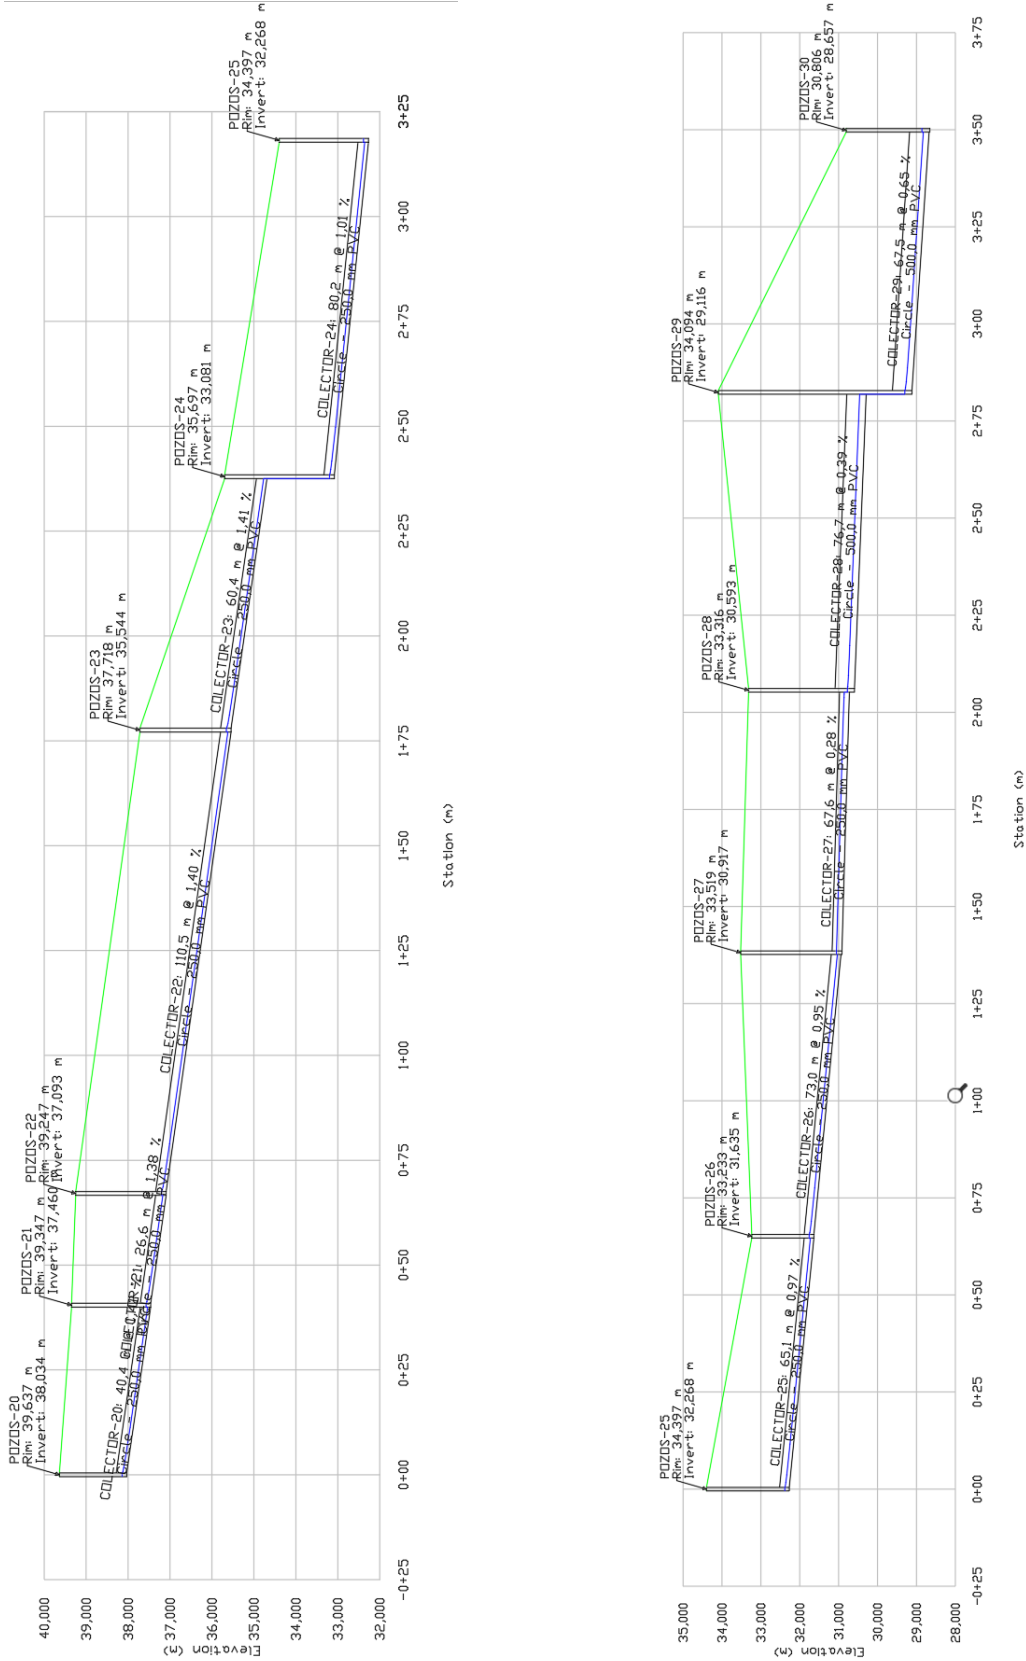 POZOS-20
Rim: 39,637 m
Invert: 38,034 m
POZOS-21
Rim: 39,347 m
Invert: 37,460
POZOS-22
Rim: 39,247 m
Invert: 37,093 m
POZOS-23
Rim: 37,718 m
Invert: 35,544 m
POZOS-24
Rim: 35,697 m
Invert: 33,081 m
POZOS-25
Rim: 34,397 m
Invert: 32,268 m
COLECTOR-20: 40,4
Circle - 250,0 mm PVC
COLECTOR-21: 26,6 m @ 1,38 %
Circle - 250,0 mm PVC
COLECTOR-22: 110,5 m @ 1,40 %
Circle - 250,0 mm PVC
COLECTOR-23: 60,4 m @ 1,41 %
Circle - 250,0 mm PVC
COLECTOR-24: 80,2 m @ 1,01 %
Circle - 250,0 mm PVC
40,000
39,000
38,000
37,000
36,000
35,000
34,000
33,000
32,000
Elevation (m)
-0+25
0+00
0+25
0+50
0+75
1+00
1+25
1+50
1+75
2+00
2+25
2+50
2+75
3+00
3+25
Station (m)
POZOS-25
Rim: 34,397 m
Invert: 32,268 m
POZOS-26
Rim: 33,233 m
Invert: 31,635 m
POZOS-27
Rim: 33,519 m
Invert: 30,917 m
POZOS-28
Rim: 33,316 m
Invert: 30,593 m
POZOS-29
Rim: 34,094 m
Invert: 29,116 m
POZOS-30
Rim: 30,806 m
Invert: 28,657 m
COLECTOR-25: 65,1 m @ 0,97 %
Circle - 250,0 mm PVC
COLECTOR-26: 73,0 m @ 0,95 %
Circle - 250,0 mm PVC
COLECTOR-27: 67,6 m @ 0,28 %
Circle - 250,0 mm PVC
COLECTOR-28: 76,7 m @ 0,39 %
Circle - 500,0 mm PVC
COLECTOR-29: 67,5 m @ 0,65 %
Circle - 500,0 mm PVC
35,000
34,000
33,000
32,000
31,000
30,000
29,000
28,000
Elevation (m)
-0+25
0+00
0+25
0+50
0+75
1+00
1+25
1+50
1+75
2+00
2+25
2+50
2+75
3+00
3+25
3+50
3+75
Station (m)